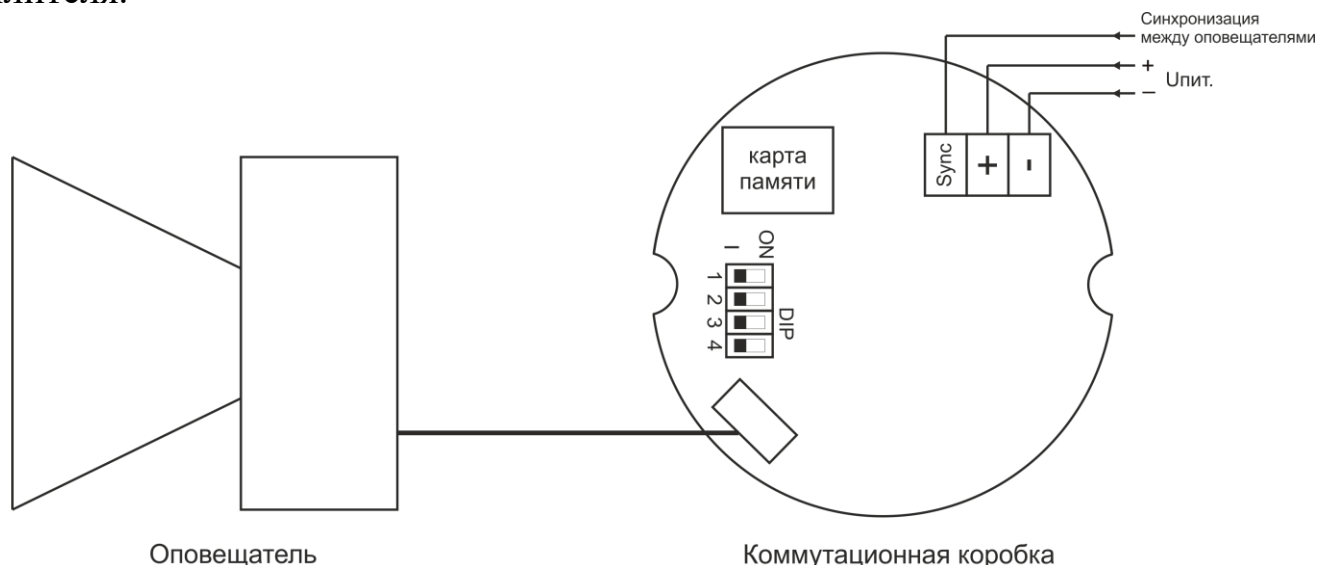 Синхронизация
между оповещателями
+
Uпит.
–
карта
памяти
Sync
+
-
I ON
1
2
3
4
DIP
Оповещатель
Коммутационная коробка